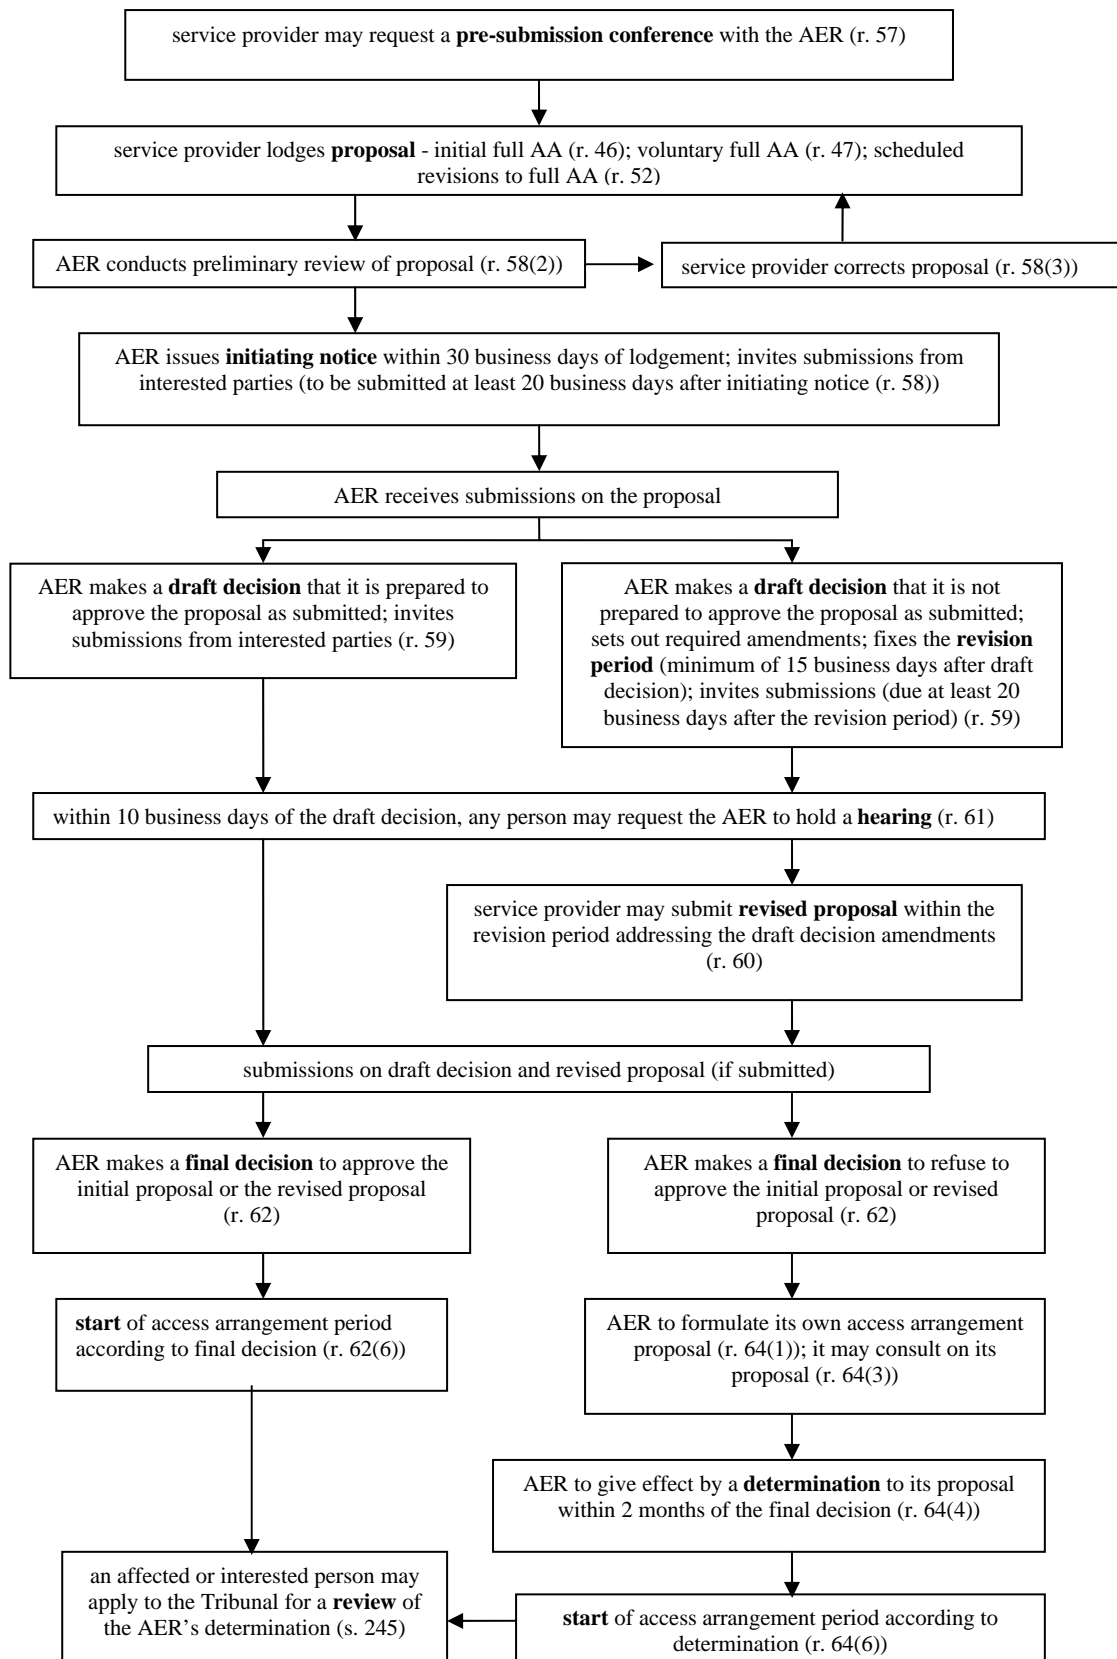 service provider may request a pre-submission conference with the AER (r. 57)
service provider lodges proposal - initial full AA (r. 46); voluntary full AA (r. 47); scheduled
revisions to full AA (r. 52)
AER conducts preliminary review of proposal (r. 58(2))
service provider corrects proposal (r. 58(3))
AER issues initiating notice within 30 business days of lodgement; invites submissions from
interested parties (to be submitted at least 20 business days after initiating notice (r. 58))
AER receives submissions on the proposal
AER makes a draft decision that it is prepared to
approve the proposal as submitted; invites
submissions from interested parties (r. 59)
AER makes a draft decision that it is not
prepared to approve the proposal as submitted;
sets out required amendments; fixes the revision
period (minimum of 15 business days after draft
decision); invites submissions (due at least 20
business days after the revision period) (r. 59)
within 10 business days of the draft decision, any person may request the AER to hold a hearing (r. 61)
service provider may submit revised proposal within the
revision period addressing the draft decision amendments
(r. 60)
submissions on draft decision and revised proposal (if submitted)
AER makes a final decision to approve the
initial proposal or the revised proposal
(r. 62)
AER makes a final decision to refuse to
approve the initial proposal or revised
proposal (r. 62)
start of access arrangement period
according to final decision (r. 62(6))
AER to formulate its own access arrangement
proposal (r. 64(1)); it may consult on its
proposal (r. 64(3))
AER to give effect by a determination to its proposal
within 2 months of the final decision (r. 64(4))
an affected or interested person may
apply to the Tribunal for a review of
the AER's determination (s. 245)
start of access arrangement period according to
determination (r. 64(6))